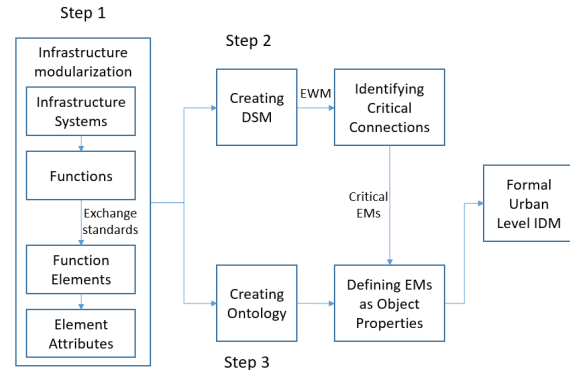 Step 1
Infrastructure
modularization
Infrastructure
Systems
Functions
Exchange
standards
Function
Elements
Element
Attributes
Step 2
Creating
DSM
EWM
Identifying
Critical
Connections
Critical
EMs
Creating
Ontology
Step 3
Defining EMs
as Object
Properties
Formal
Urban
Level IDM